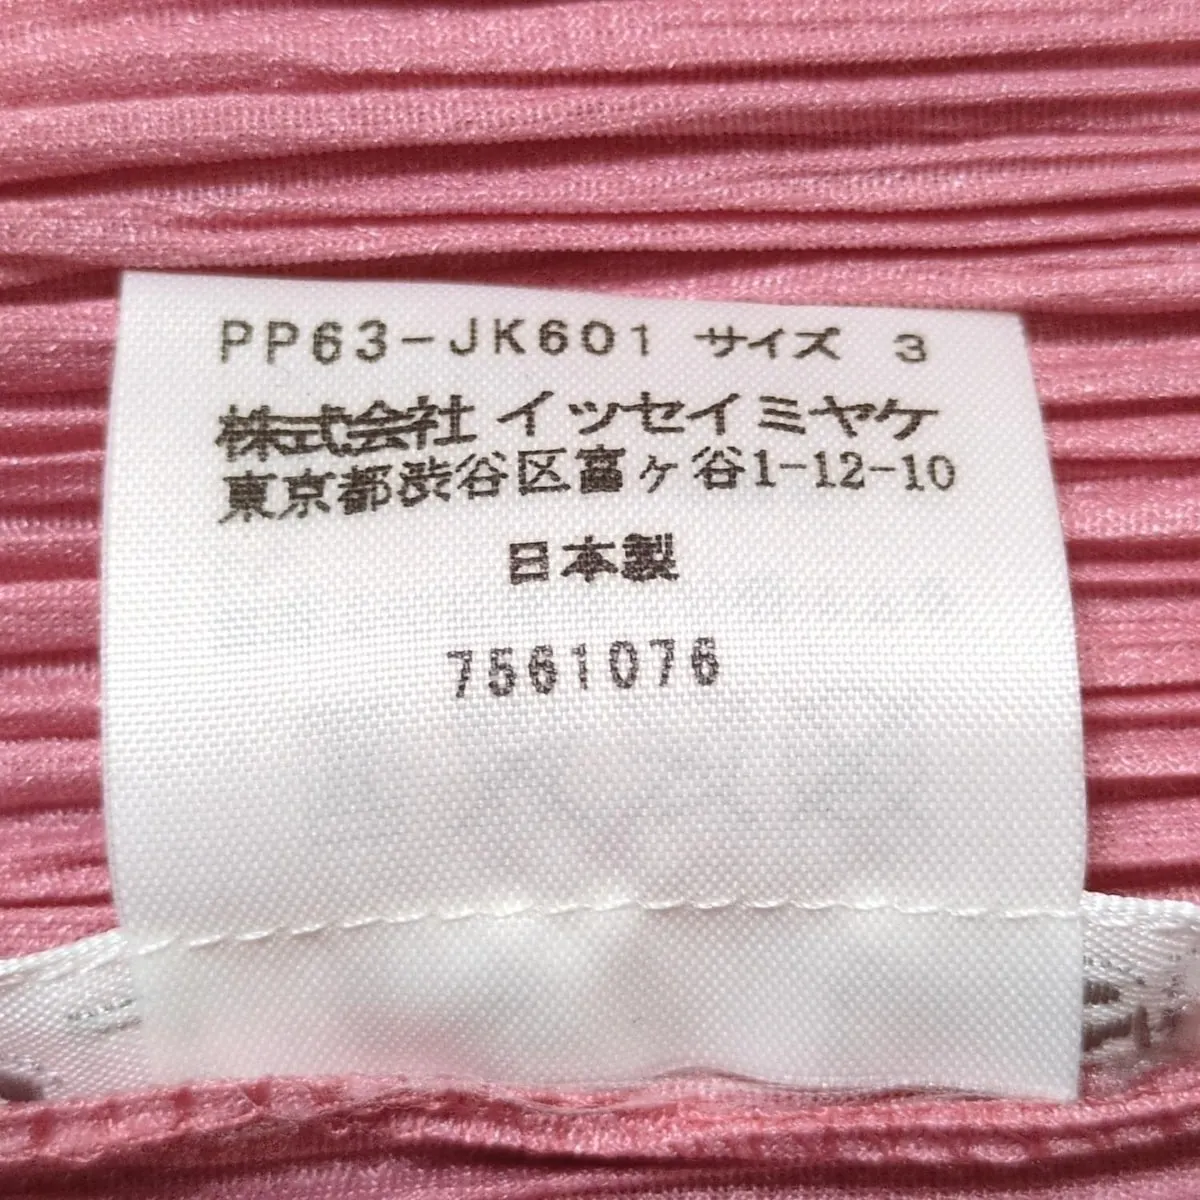 PP63-JK601 サイズ 3
株式会社 イッセイミヤケ
東京都渋谷区富ヶ谷1-12-10
日本製
7561076